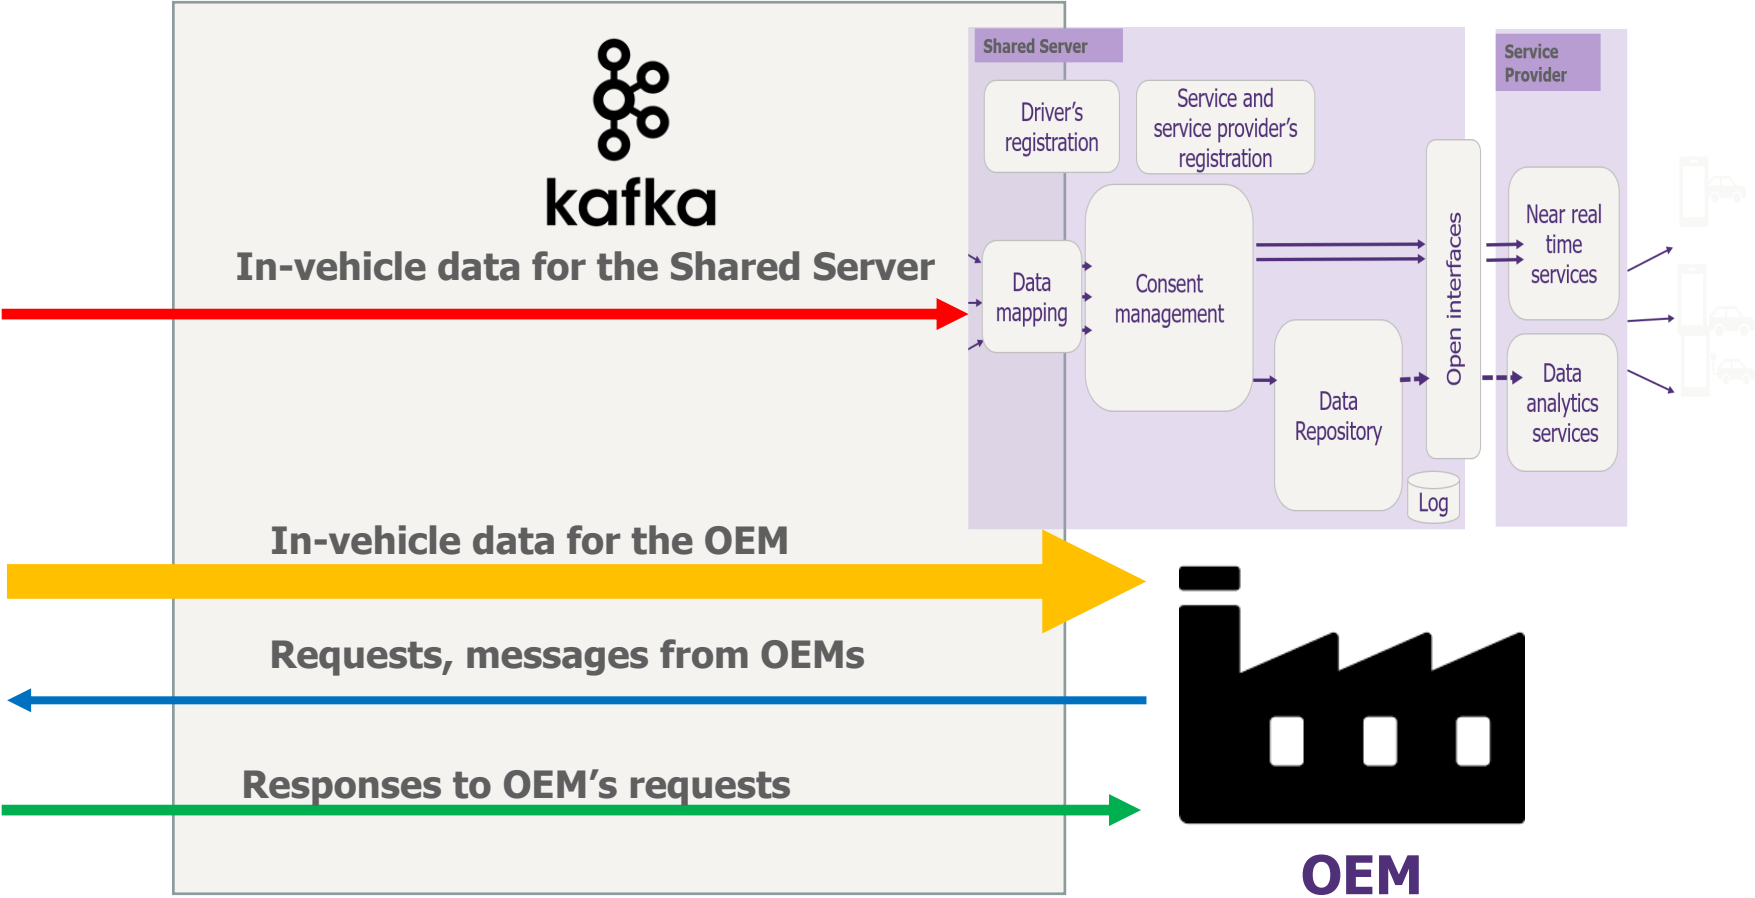 kafka
In-vehicle data for the Shared Server
In-vehicle data for the OEM
Requests, messages from OEMs
Responses to OEM’s requests
Shared Server
Driver’s
registration
Service and
service provider’s
registration
Data
mapping
Consent
management
Data
Repository
Open interfaces
Log
Service
Provider
Near real
time
services
Data
analytics
services
OEM